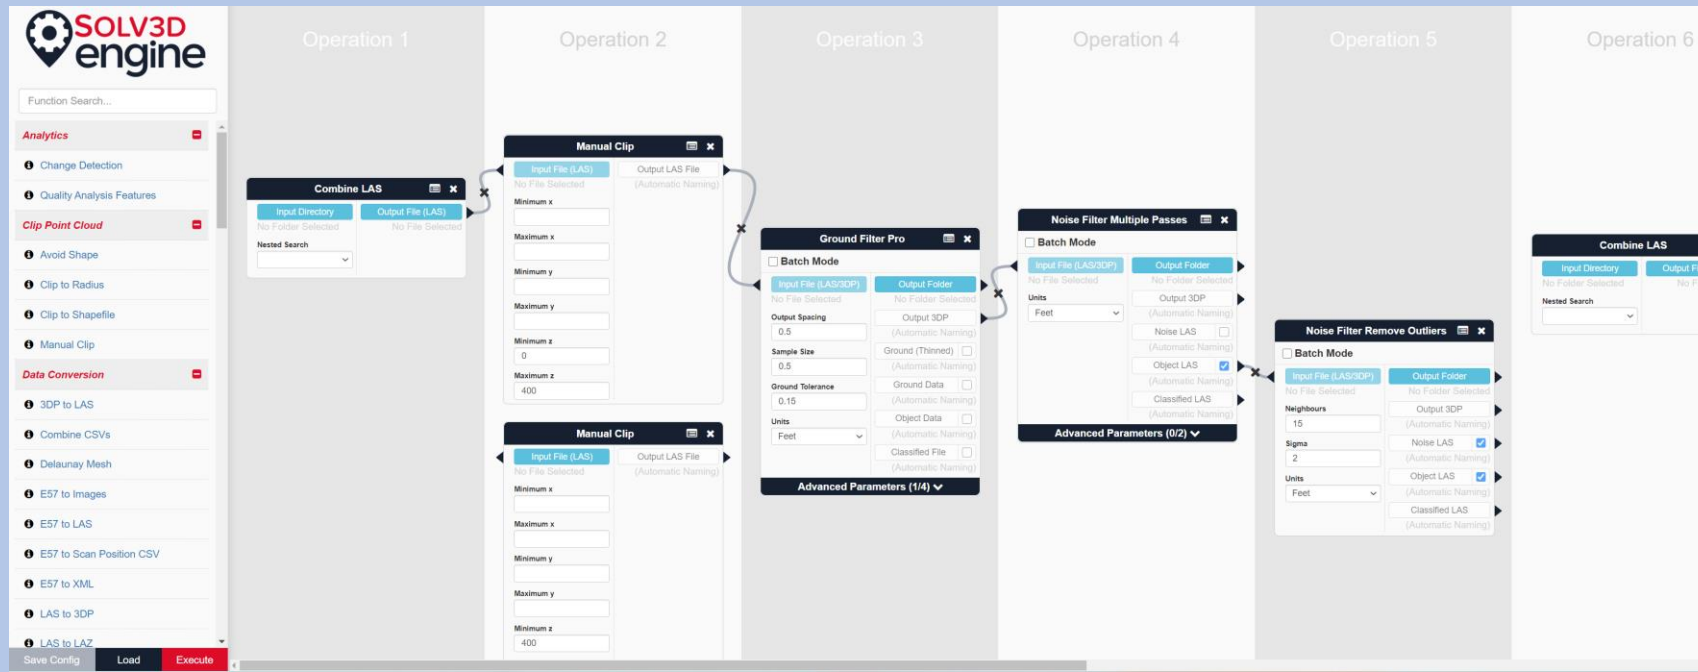 SOLV3D
engine
Function Search...
Analytics
Change Detection
Quality Analysis Features
Clip Point Cloud
Avoid Shape
Clip to Radius
Clip to Shapefile
Manual Clip
Data Conversion
3DP to LAS
Combine CSVs
Delaunay Mesh
E57 to Images
E57 to LAS
E57 to Scan Position CSV
E57 to XML
LAS to 3DP
LAS to LAZ
Save Config Load Execute
Operation 1
Combine LAS
Input Directory Output File (LAS)
No Folder Selected No File Selected
Nested Search
Operation 2
Manual Clip
Input File (LAS) Output LAS File
No File Selected (Automatic Naming)
Minimum x
Maximum x
Minimum y
Maximum y
Minimum z
0
Maximum z
400
Manual Clip
Input File (LAS) Output LAS File
No File Selected (Automatic Naming)
Minimum x
Maximum x
Minimum y
Maximum y
Minimum z
400
Operation 3
Ground Filter Pro
Batch Mode
Input File (LAS/3DP) Output Folder
No File Selected No Folder Selected
Output Spacing Output 3DP
0.5 (Automatic Naming)
Sample Size Ground (Thinned)
0.5 (Automatic Naming)
Ground Tolerance Ground Data
0.15 (Automatic Naming)
Units Object Data
Feet (Automatic Naming)
Classified File
(Automatic Naming)
Advanced Parameters (1/4)
Operation 4
Noise Filter Multiple Passes
Batch Mode
Input File (LAS/3DP) Output Folder
No File Selected No Folder Selected
Units Output 3DP
Feet (Automatic Naming)
Noise LAS
(Automatic Naming)
Object LAS
(Automatic Naming)
Classified LAS
(Automatic Naming)
Advanced Parameters (0/2)
Operation 5
Noise Filter Remove Outliers
Batch Mode
Input File (LAS/3DP) Output Folder
No File Selected No Folder Selected
Neighbours Output 3DP
15 (Automatic Naming)
Sigma Noise LAS
2 (Automatic Naming)
Units Object LAS
Feet (Automatic Naming)
Classified LAS
(Automatic Naming)
Operation 6
Combine LAS
Input Directory Output F
No Folder Selected No F
Nested Search